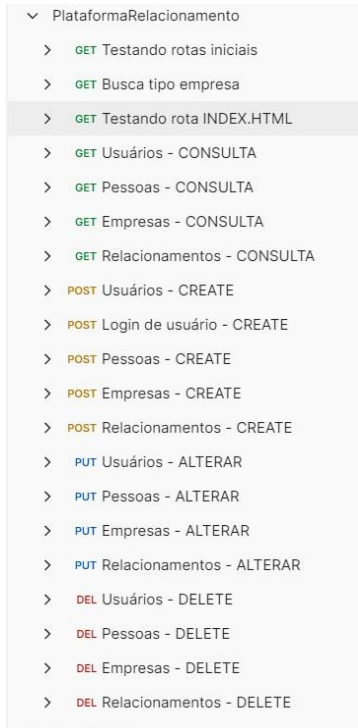 PlataformaRelacionamento
GET Testando rotas iniciais
GET Busca tipo empresa
GET Testando rota INDEX.HTML
GET Usuários - CONSULTA
GET Pessoas - CONSULTA
GET Empresas - CONSULTA
GET Relacionamentos - CONSULTA
POST Usuários - CREATE
POST Login de usuário - CREATE
POST Pessoas - CREATE
POST Empresas - CREATE
POST Relacionamentos - CREATE
PUT Usuários - ALTERAR
PUT Pessoas - ALTERAR
PUT Empresas - ALTERAR
PUT Relacionamentos - ALTERAR
DEL Usuários - DELETE
DEL Pessoas - DELETE
DEL Empresas - DELETE
DEL Relacionamentos - DELETE